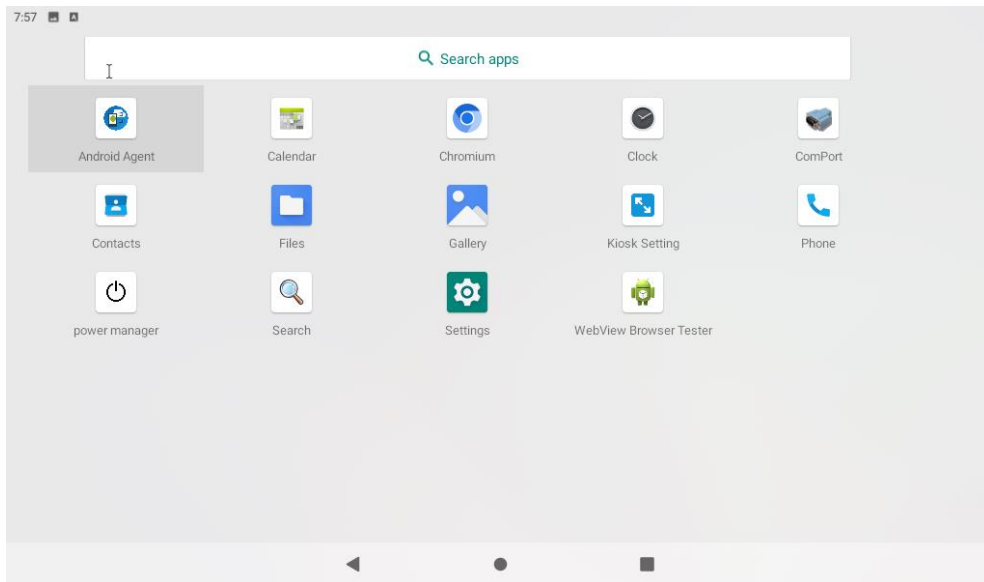 7:57
Search apps
Android Agent
Calendar
Chromium
Clock
ComPort
Contacts
Files
Gallery
Kiosk Setting
Phone
power manager
Search
Settings
WebView Browser Tester